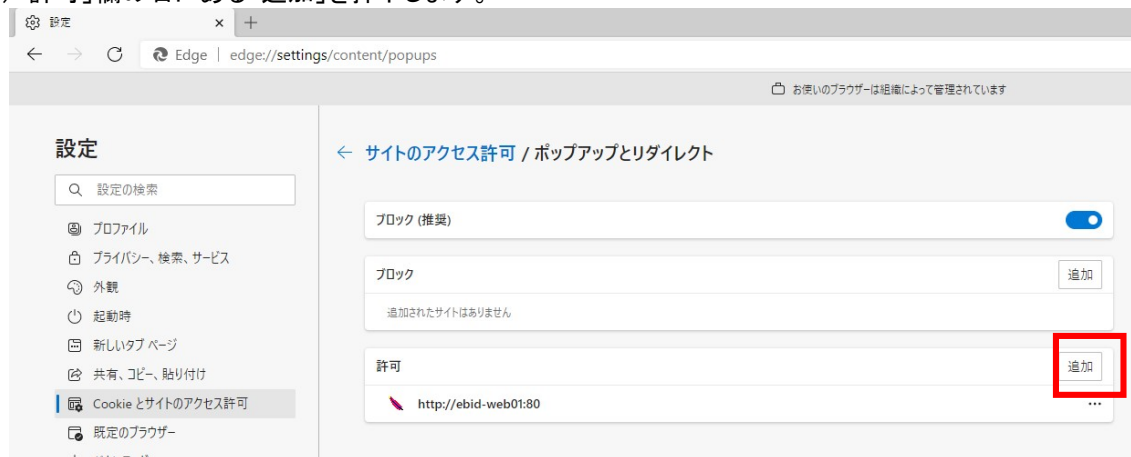 許可」欄の右にある「追加」を押下します。
設定
Edge | edge://settings/content/popups
お使いのブラウザーは組織によって管理されています
設定
設定の検索
プロファイル
プライバシー、検索、サービス
外観
起動時
新しいタブ ページ
共有、コピー、貼り付け
Cookie とサイトのアクセス許可
既定のブラウザー
サイトのアクセス許可 / ポップアップとリダイレクト
ブロック (推奨)
ブロック
追加
追加されたサイトはありません
許可
追加
http://ebid-web01:80